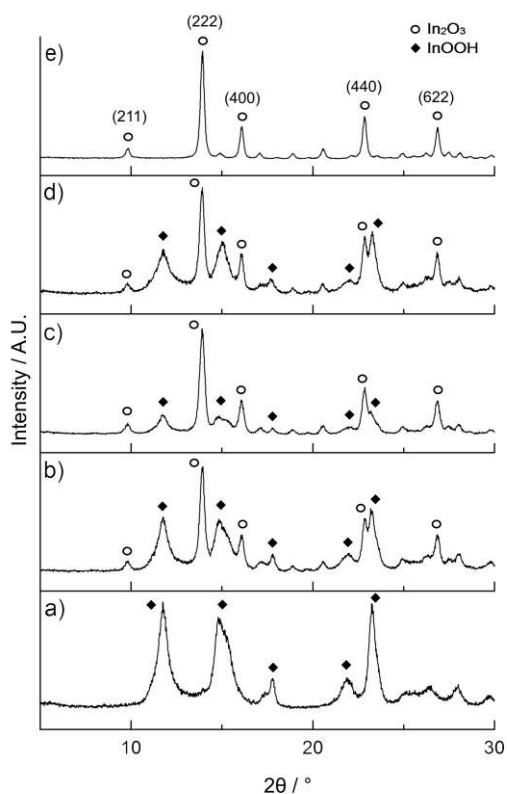 ○ In₂O₃
◆ InOOH
e)
(211)
(222)
(400)
(440)
(622)
d)
c)
b)
a)
Intensity / A.U.
10
20
30
2θ / °